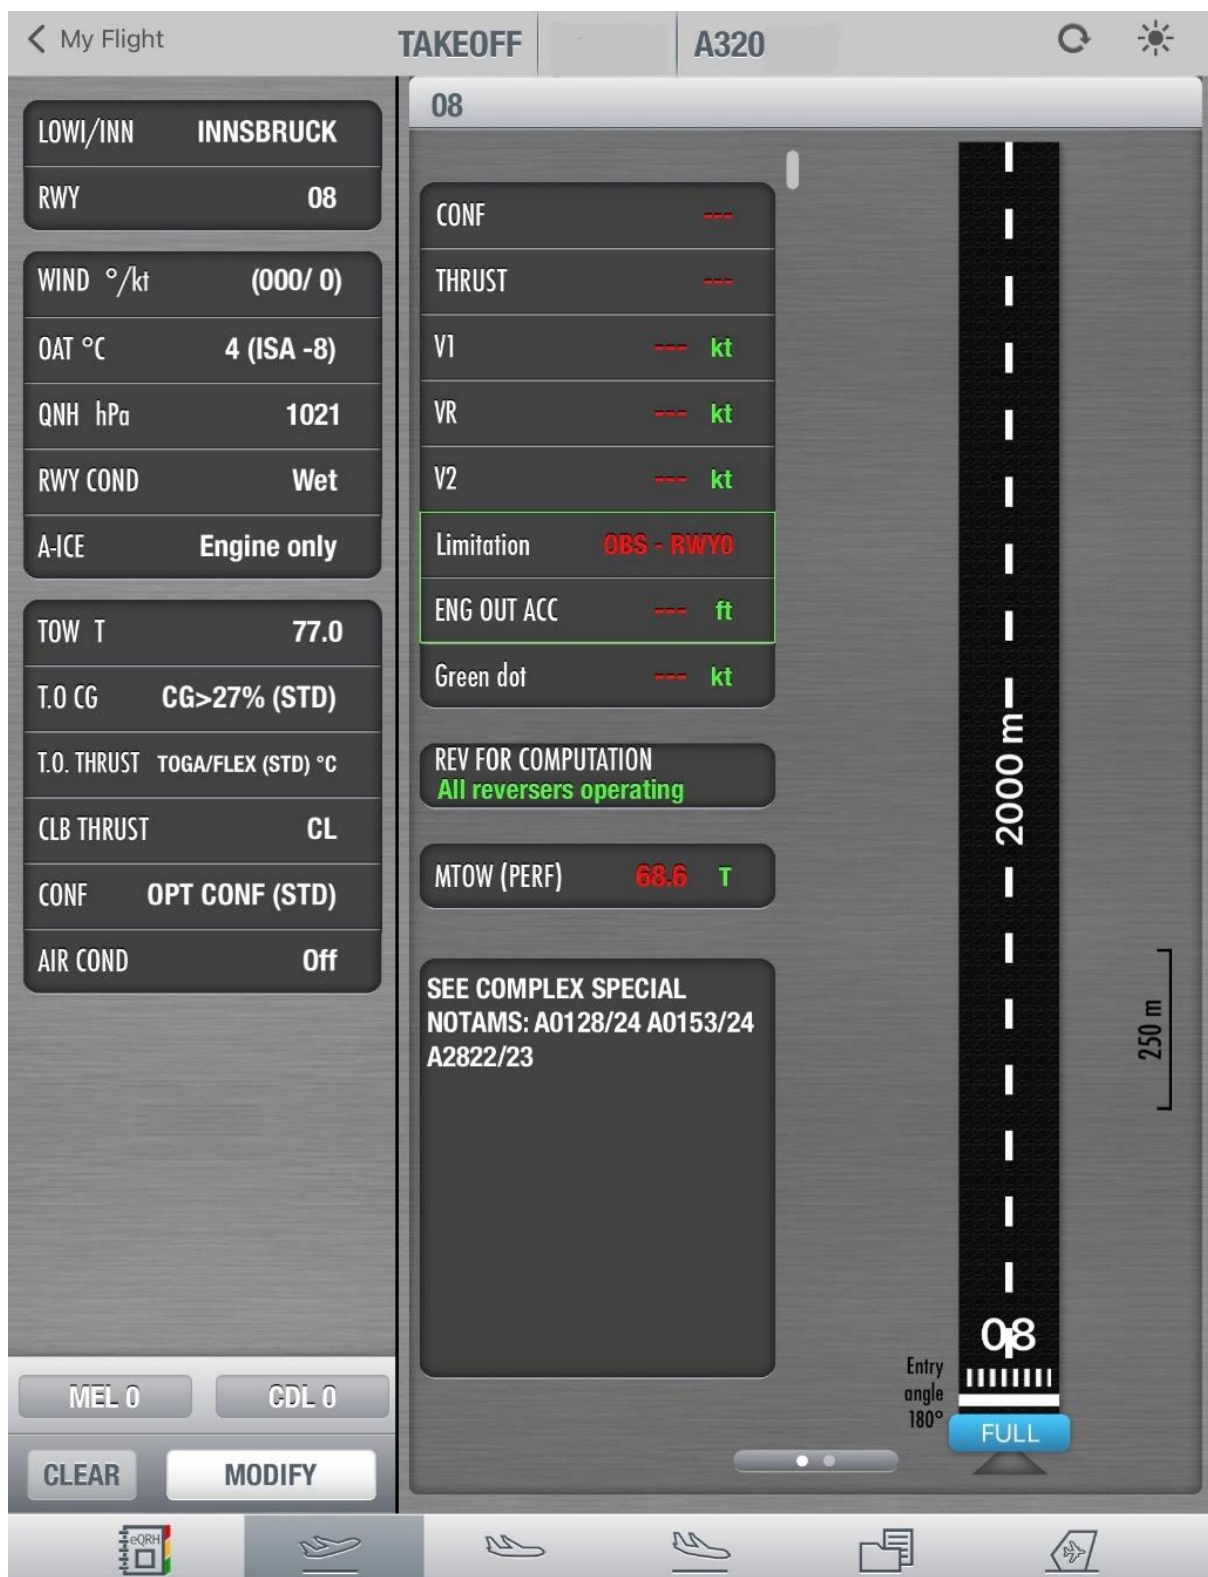 My Flight
TAKEOFF A320
LOWI/INN INNSBRUCK
RWY 08
WIND °/kt (000/ 0)
OAT °C 4 (ISA -8)
QNH hPa 1021
RWY COND Wet
A-ICE Engine only
TOW T 77.0
T.O CG CG>27% (STD)
T.O. THRUST TOGA/FLEX (STD) °C
CLB THRUST CL
CONF OPT CONF (STD)
AIR COND Off
MEL 0 CDL 0
CLEAR MODIFY
08
CONF ---
THRUST ---
V1 --- kt
VR --- kt
V2 --- kt
Limitation OBS - RWY0
ENG OUT ACC --- ft
Green dot --- kt
REV FOR COMPUTATION
All reversers operating
MTOW (PERF) 68.6 T
SEE COMPLEX SPECIAL
NOTAMS: A0128/24 A0153/24
A2822/23
2000 m
250 m
08
Entry
angle
180°
FULL
eQRH